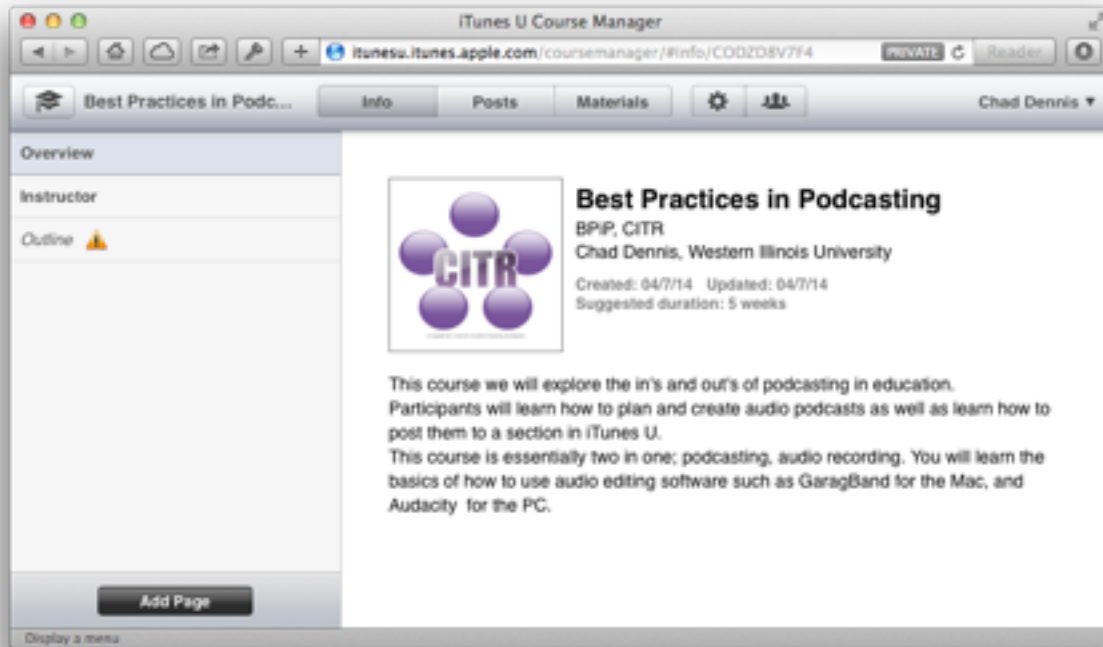 iTunes U Course Manager
itunesu.itunes.apple.com/coursemanager/#info/CODZD8V7F4 PRIVATE Reader
Best Practices in Podc... Info Posts Materials Chad Dennis
Overview
Instructor
Outline
CITR
Best Practices in Podcasting
BPiP, CITR
Chad Dennis, Western Illinois University
Created: 04/7/14 Updated: 04/7/14
Suggested duration: 5 weeks
This course we will explore the in's and out's of podcasting in education.
Participants will learn how to plan and create audio podcasts as well as learn how to
post them to a section in iTunes U.
This course is essentially two in one; podcasting, audio recording. You will learn the
basics of how to use audio editing software such as GaragBand for the Mac, and
Audacity for the PC.
Add Page
Display a menu